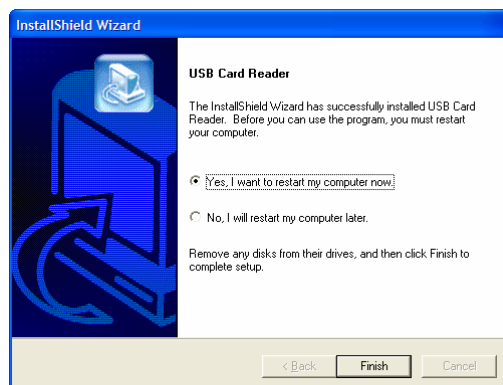 InstallShield Wizard
USB Card Reader
The InstallShield Wizard has successfully installed USB Card
Reader. Before you can use the program, you must restart
your computer.
Yes, I want to restart my computer now.
No, I will restart my computer later.
Remove any disks from their drives, and then click Finish to
complete setup.
< Back
Finish
Cancel